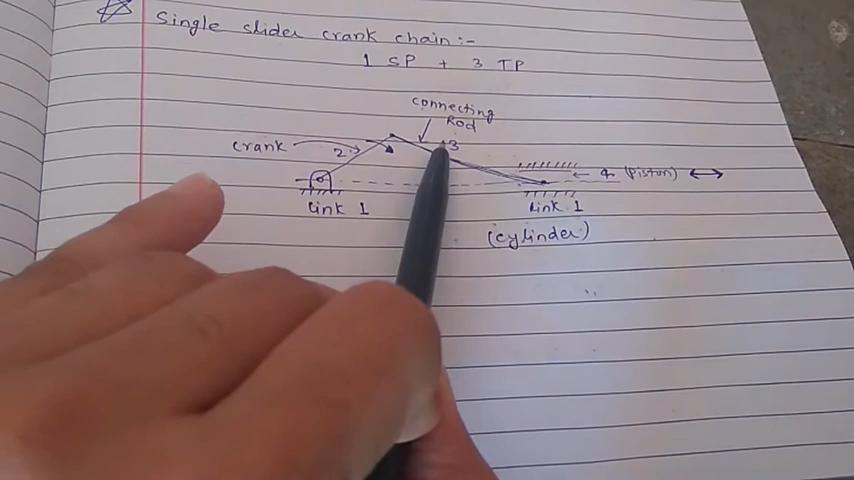 Single slider crank chain:-
1 SP + 3 TP
connecting
Rod
crank
2
3
4 (Piston)
Link 1
Link 1
(cylinder)